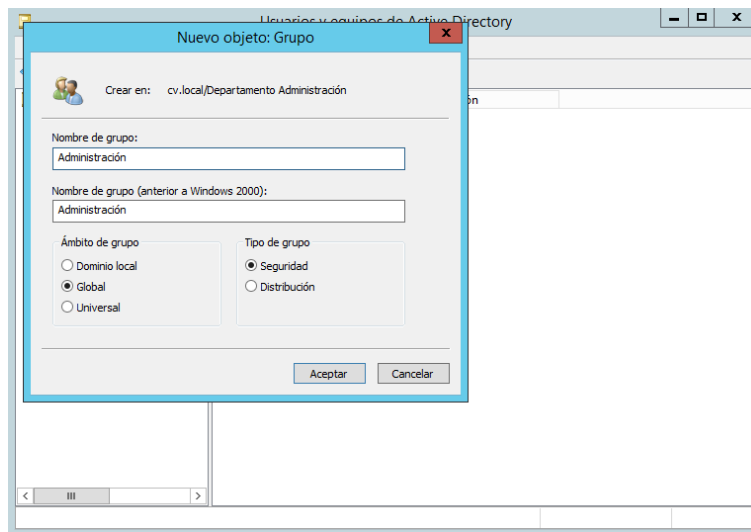 Usuarios y equipos de Active Directory
Nuevo objeto: Grupo
Crear en: cv.local/Departamento Administración
Nombre de grupo:
Administración
Nombre de grupo (anterior a Windows 2000):
Administración
Ámbito de grupo
Dominio local
Global
Universal
Tipo de grupo
Seguridad
Distribución
Aceptar
Cancelar